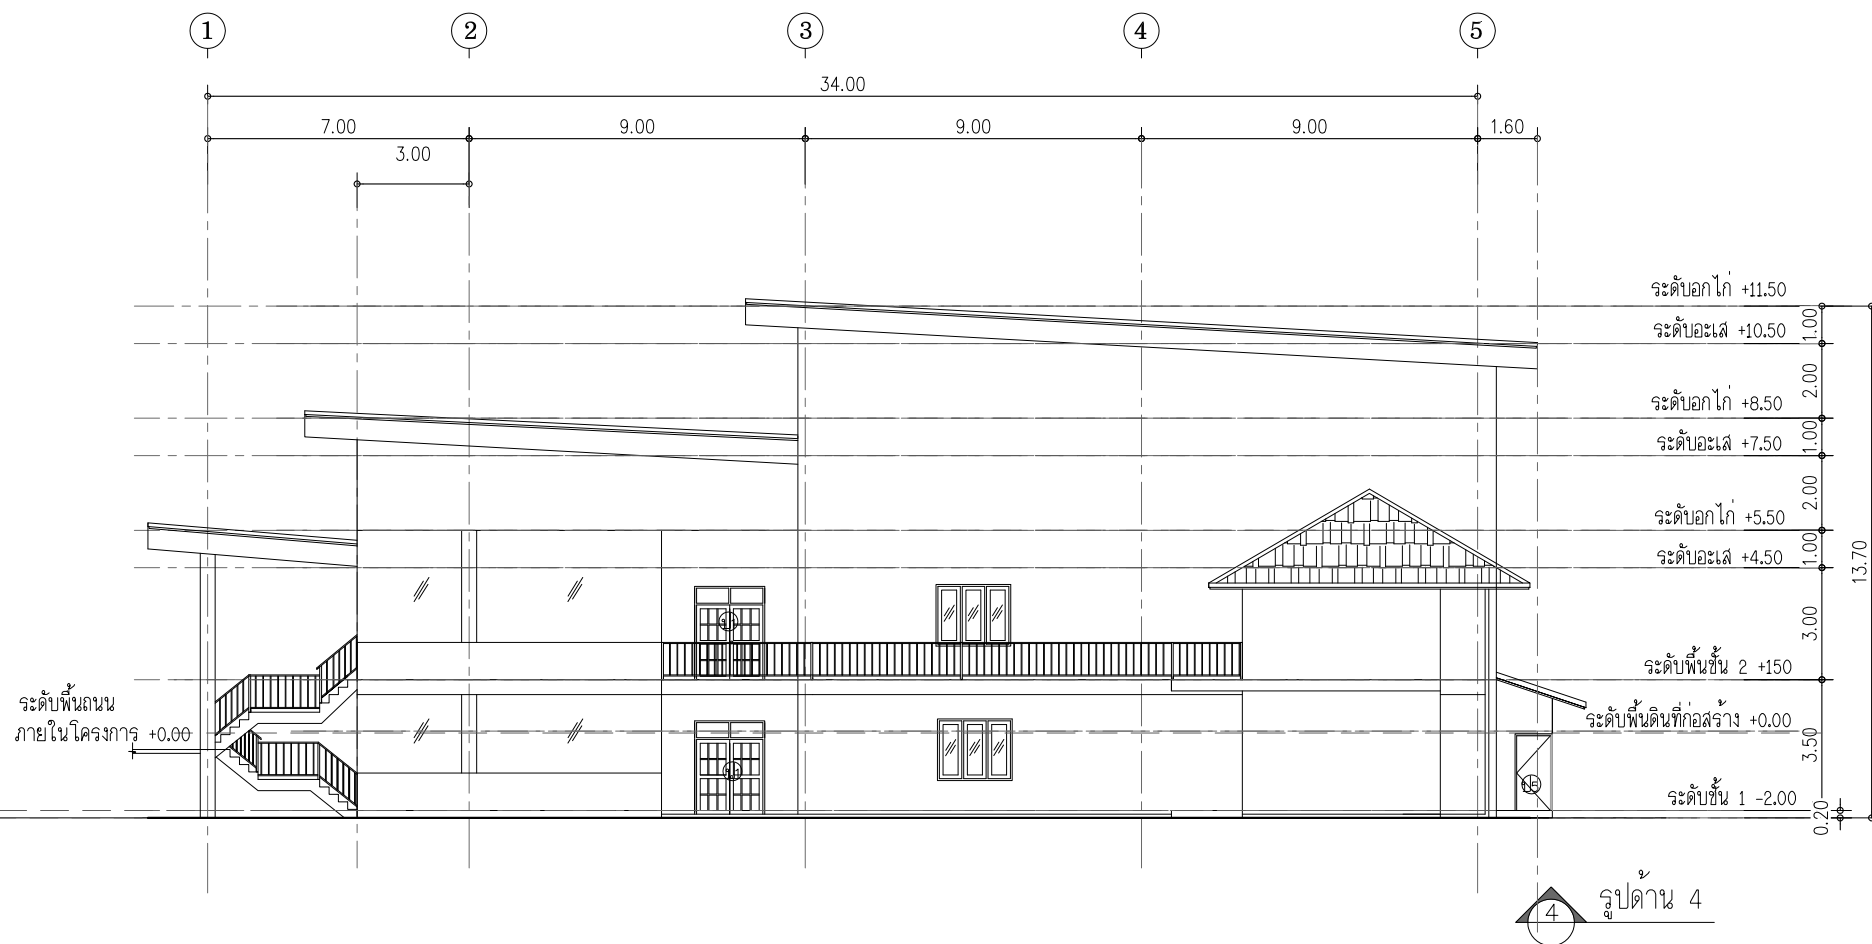 1 2 3 4 5
34.00
7.00 9.00 9.00 9.00 1.60
3.00
ระดับอกไก่ +11.50
1.00
ระดับอะเส +10.50
2.00
ระดับอกไก่ +8.50
1.00
ระดับอะเส +7.50
2.00
ระดับอกไก่ +5.50
1.00
ระดับอะเส +4.50
13.70
3.00
ระดับพื้นชั้น 2 +150
ระดับพื้นถนน
ภายในโครงการ +0.00
ระดับพื้นดินที่ก่อสร้าง +0.00
3.50
ระดับชั้น 1 -2.00
0.20
4
รูปด้าน 4